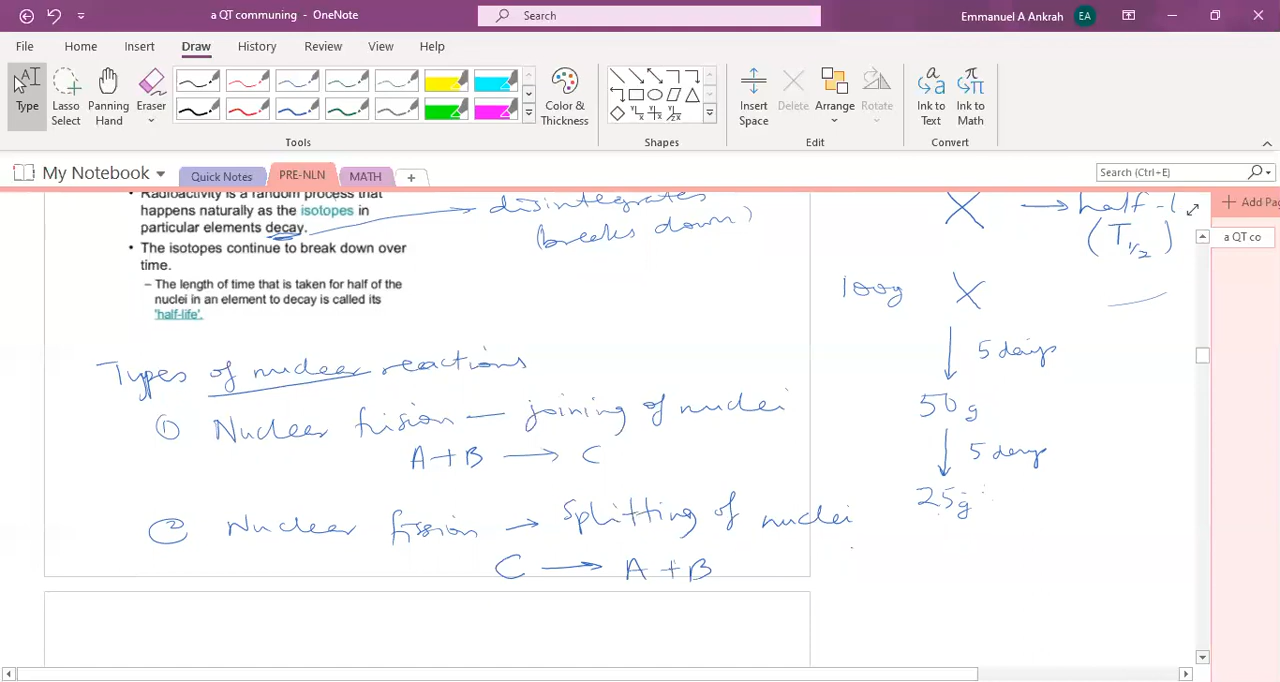 a QT communing - OneNote
Search
Emmanuel A Ankrah
EA
File Home Insert Draw History Review View Help
Type
Lasso Select
Panning Hand
Eraser
Color & Thickness
Insert Space
Delete
Arrange
Rotate
Ink to Text
Ink to Math
Tools
Shapes
Edit
Convert
My Notebook
Quick Notes
PRE-NLN
MATH
Search (Ctrl+E)
Add Pag
a QT co
• Radioactivity is a random process that
happens naturally as the isotopes in
particular elements decay.
• The isotopes continue to break down over
time.
– The length of time that is taken for half of the
nuclei in an element to decay is called its
'half-life'.
disintegrates
(breaks down)
X → half-l
(T1/2)
100g X
5 days
50g
5 days
25g
Types of nuclear reactions
① Nuclear fusion — joining of nuclei
A+B → C
② Nuclear fission → Splitting of nuclei
C → A+B